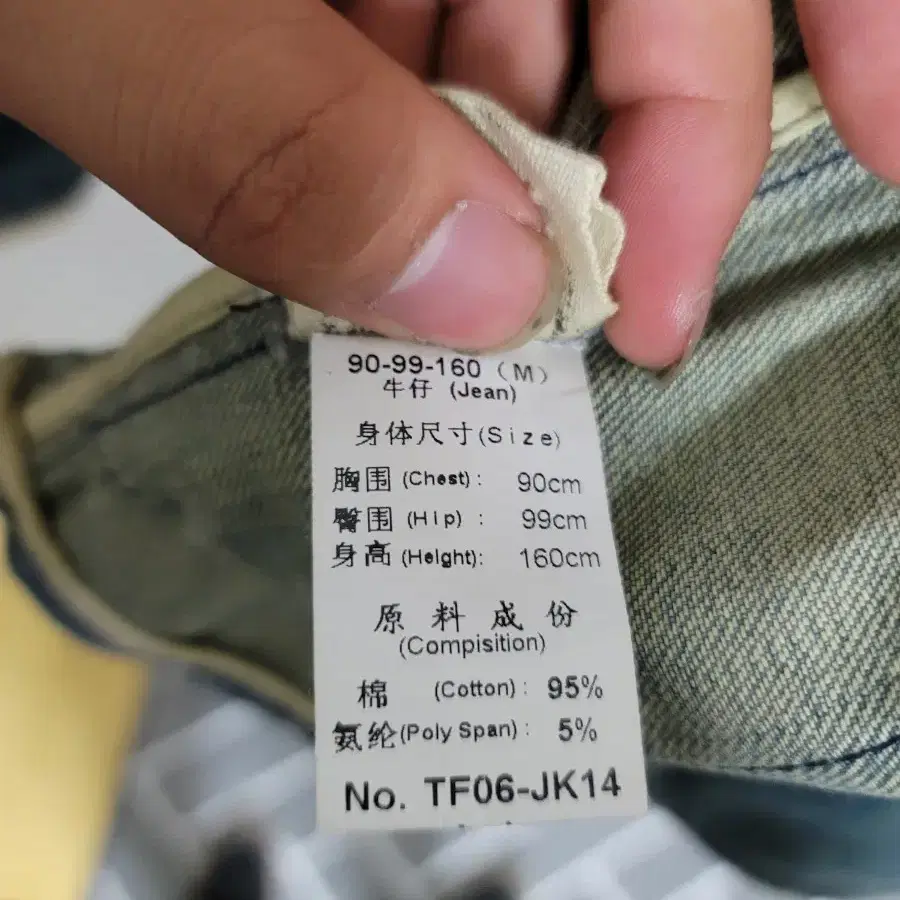 90-99-160（M）
牛仔 (Jean)
身体尺寸(Size)
胸围 (Chest): 90cm
臀围 (Hip) : 99cm
身高 (Height): 160cm
原料成份
(Compisition)
棉 (Cotton): 95%
氨纶(Poly Span): 5%
No. TF06-JK14